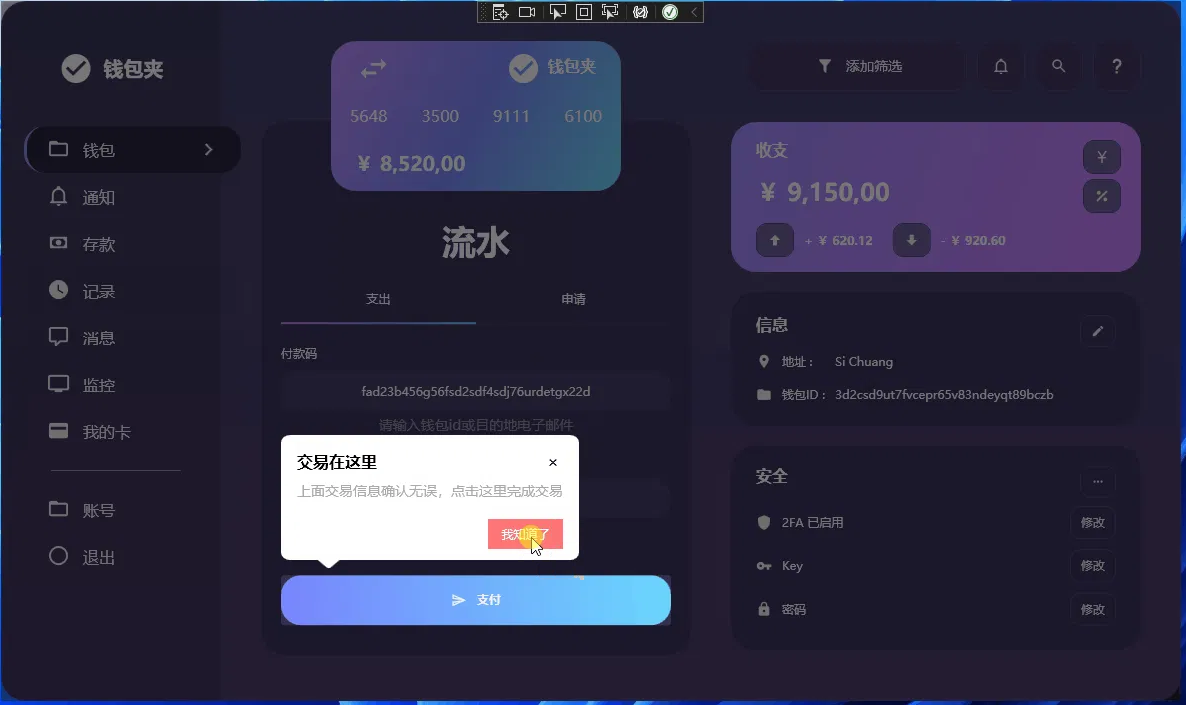 钱包夹
钱包
通知
存款
记录
消息
监控
我的卡
账号
退出
钱包夹
5648 3500 9111 6100
¥ 8,520,00
流水
支出 申请
付款码
fad23b456g56fsd2sdf4sdj76urdetgx22d
请输入钱包id或目的地电子邮件
交易在这里 ×
上面交易信息确认无误，点击这里完成交易
我知道了
支付
添加筛选 ?
收支 ¥
¥ 9,150,00 %
+ ¥ 620.12 - ¥ 920.60
信息
地址： Si Chuang
钱包ID： 3d2csd9ut7fvcepr65v83ndeyqt89bczb
安全 ...
2FA 已启用 修改
Key 修改
密码 修改